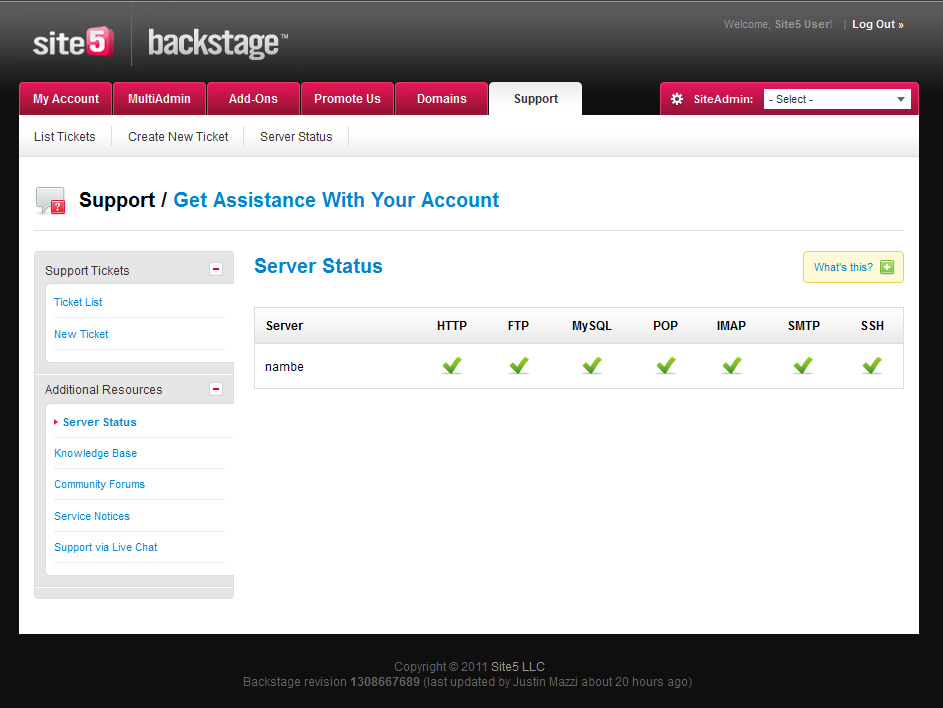 site5 backstage™
Welcome, Site5 User! | Log Out »
My Account MultiAdmin Add-Ons Promote Us Domains Support SiteAdmin: - Select -
List Tickets Create New Ticket Server Status
Support / Get Assistance With Your Account
Support Tickets
Ticket List
New Ticket
Additional Resources
Server Status
Knowledge Base
Community Forums
Service Notices
Support via Live Chat
Server Status
What's this?
Server HTTP FTP MySQL POP IMAP SMTP SSH
nambe
Copyright © 2011 Site5 LLC
Backstage revision 1308667689 (last updated by Justin Mazzi about 20 hours ago)